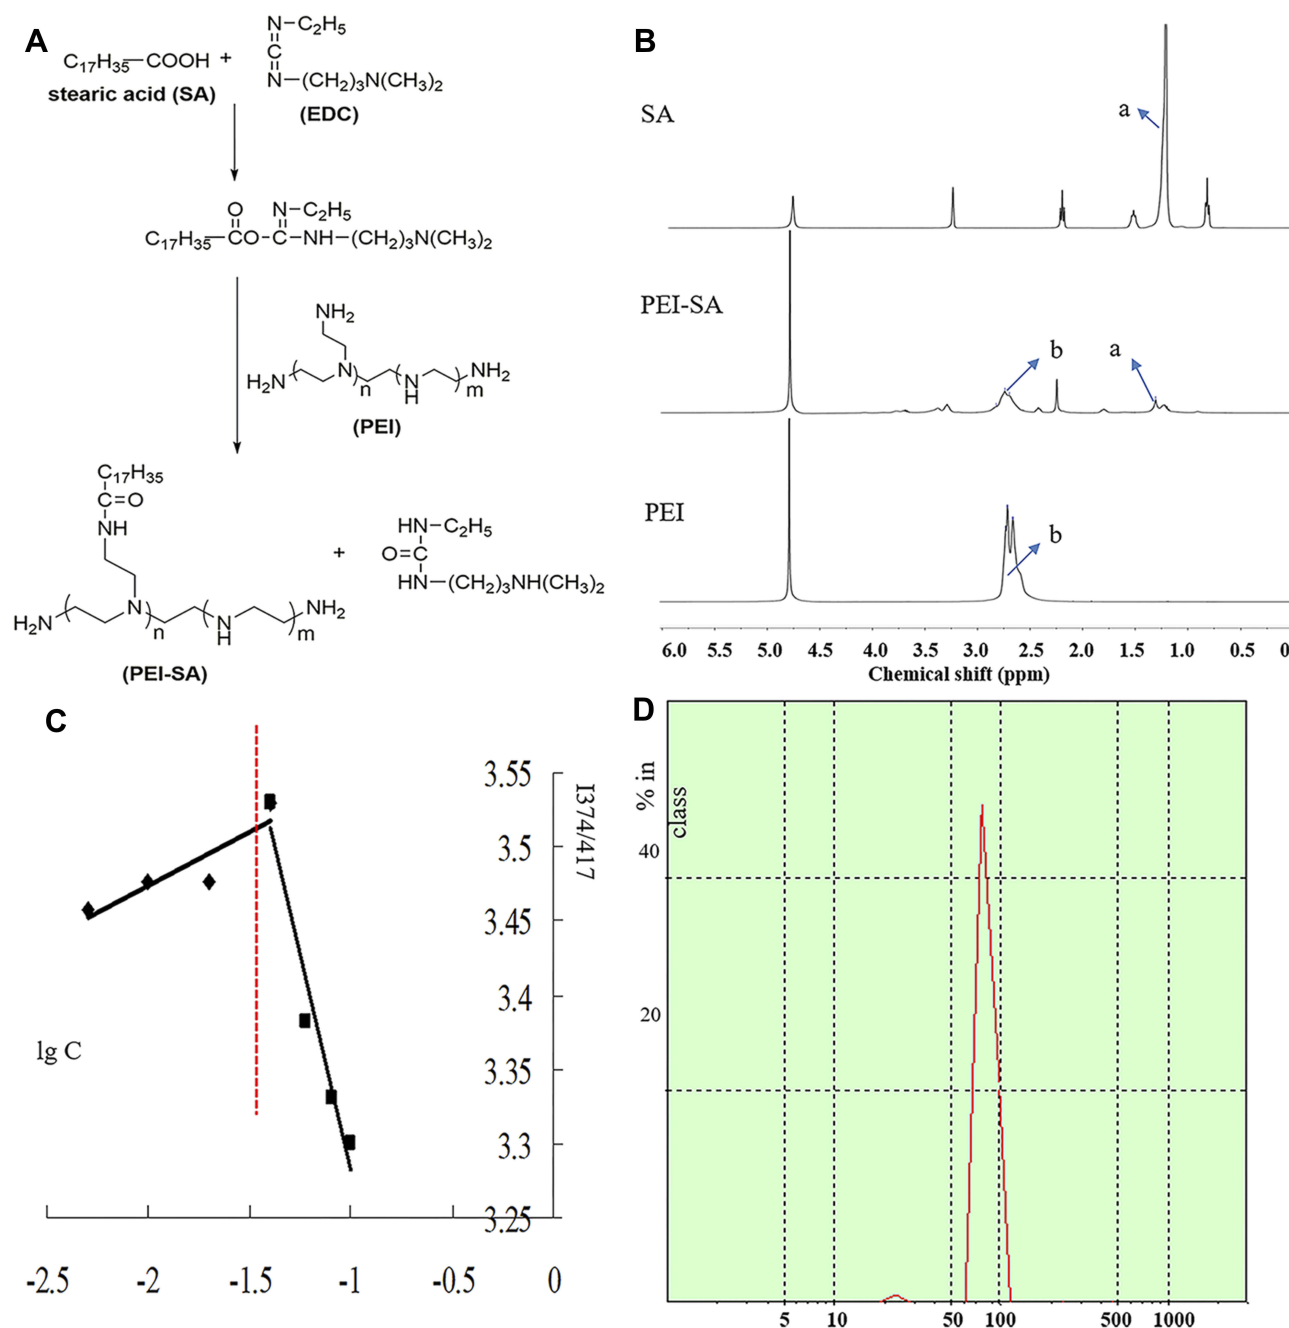 A
C17H35—COOH +
stearic acid (SA)
N—C2H5
C
N—(CH2)3N(CH3)2
(EDC)
O
N—C2H5
C17H35—CO—C—NH—(CH2)3N(CH3)2
NH2
H2N ( N )n ( N H )m NH2
(PEI)
C17H35
C=O
NH
H2N ( N )n ( N H )m NH2
(PEI-SA)
+
HN—C2H5
O=C
HN—(CH2)3NH(CH3)2
B
SA
a
PEI-SA
b
a
PEI
b
6.0 5.5 5.0 4.5 4.0 3.5 3.0 2.5 2.0 1.5 1.0 0.5 0
Chemical shift (ppm)
C
3.55
3.5
3.45
3.4
3.35
3.3
3.25
I374/417
lg C
-2.5 -2 -1.5 -1 -0.5 0
D
% in
class
40
20
5 10 50 100 500 1000